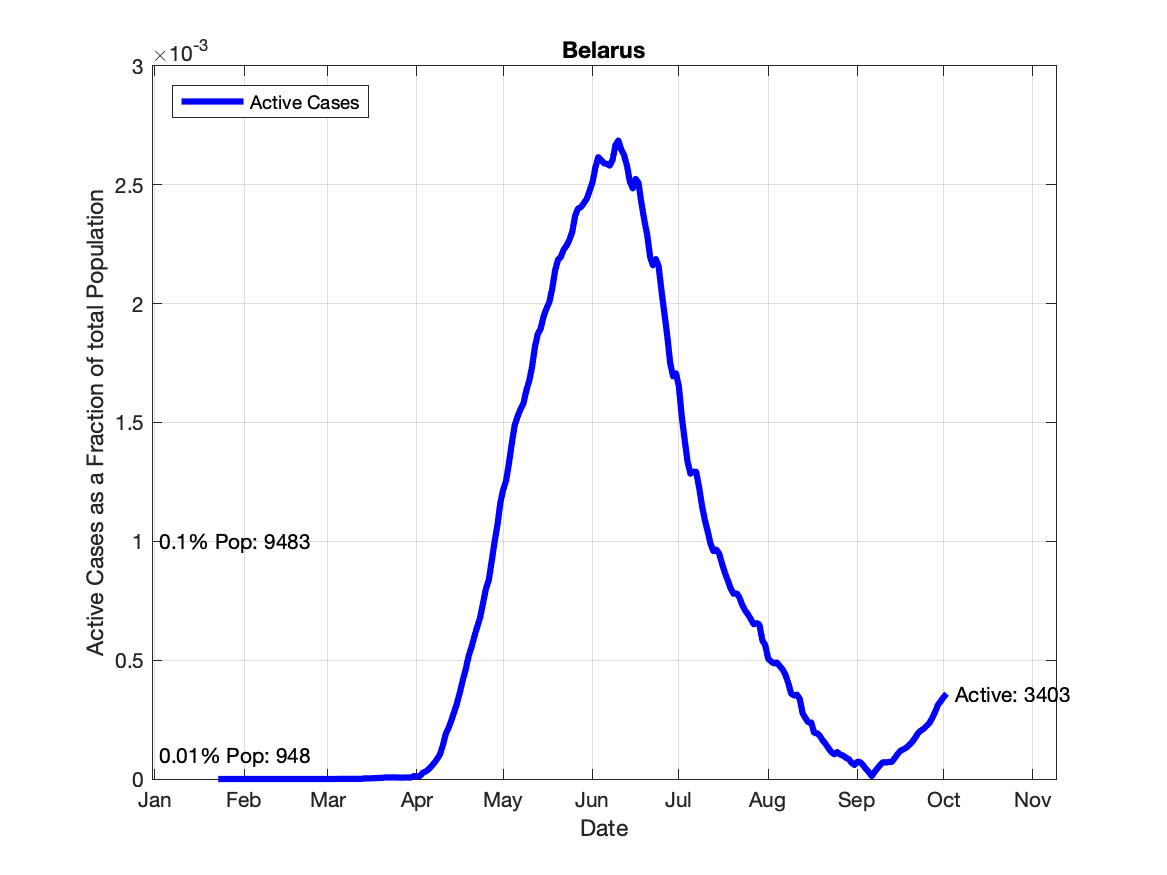 Belarus
×10⁻³
Active Cases
3
2.5
2
1.5
1
0.5
0
Active Cases as a Fraction of total Population
0.1% Pop: 9483
0.01% Pop: 948
Active: 3403
Jan Feb Mar Apr May Jun Jul Aug Sep Oct Nov
Date